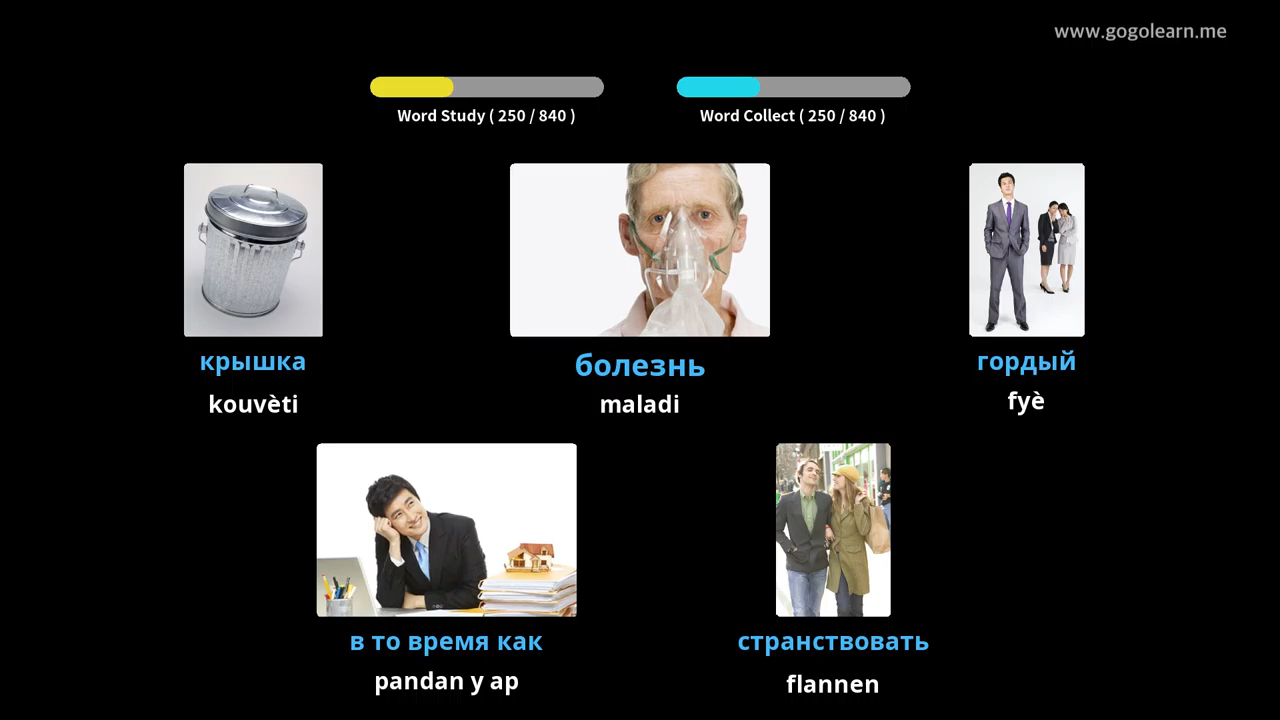 www.gogolearn.me
Word Study ( 250 / 840 )
Word Collect ( 250 / 840 )
крышка
kouvèti
болезнь
maladi
гордый
fyè
в то время как
pandan y ap
странствовать
flannen